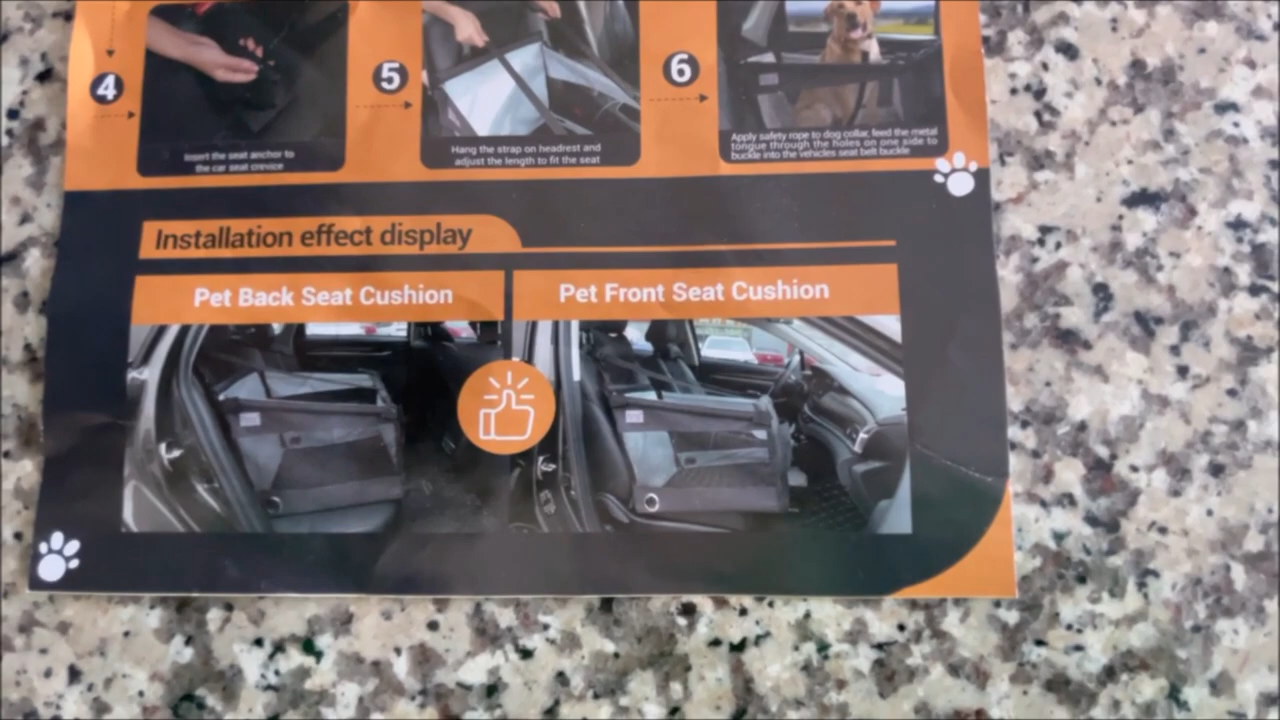 4
5
6
Insert the seat anchor to
the car seat crevice
Hang the strap on headrest and
adjust the length to fit the seat
Apply safety rope to dog collar, feed the metal
tongue through the holes on one side to
buckle into the vehicles seat belt buckle
Installation effect display
Pet Back Seat Cushion
Pet Front Seat Cushion